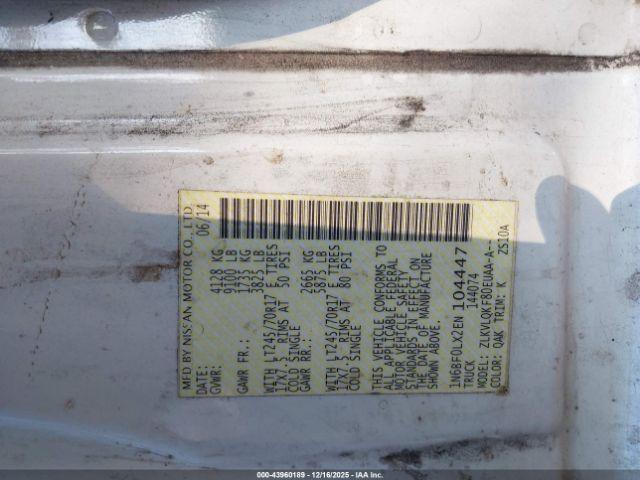 MFD BY NISSAN MOTOR CO., LTD.
DATE: 06/14
GVWR: 4128 KG
9100 LB
GAWR FR.: 1735 KG
3825 LB
WITH LT245/70R17 E TIRES
17X7.5 RIMS AT 50 PSI
COLD SINGLE
GAWR RR.: 2665 KG
5875 LB
WITH LT245/70R17 E TIRES
17X7.5 RIMS AT 80 PSI
COLD SINGLE
THIS VEHICLE CONFORMS TO
ALL APPLICABLE FEDERAL
MOTOR VEHICLE SAFETY
STANDARDS IN EFFECT ON
THE DATE OF MANUFACTURE
SHOWN ABOVE.
1N6BF0LX2EN 104447
TRUCK 144074
MODEL: ZLKVLQKF8DEUAA-A--
COLOR: QAK TRIM: K ZS10A
000-43960189 - 12/16/2025 - IAA Inc.